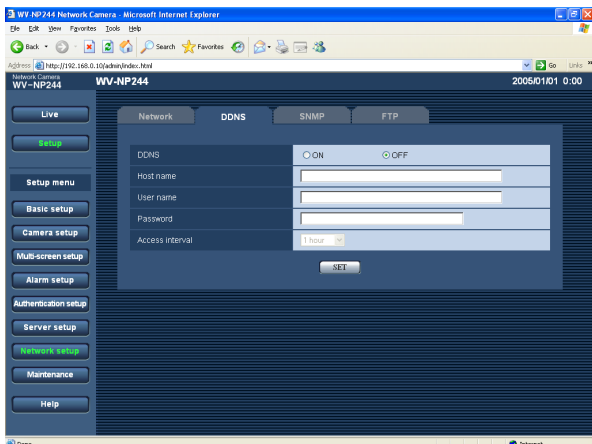 WV-NP244 Network Camera - Microsoft Internet Explorer
File Edit View Favorites Tools Help
Back Search Favorites
Address http://192.168.0.10/admin/index.html Go Links »
Network Camera
WV-NP244
WV-NP244
2005/01/01 0:00
Live
Setup
Setup menu
Basic setup
Camera setup
Multi-screen setup
Alarm setup
Authentication setup
Server setup
Network setup
Maintenance
Help
Network DDNS SNMP FTP
DDNS ON OFF
Host name
User name
Password
Access interval 1 hour
SET
Done Internet